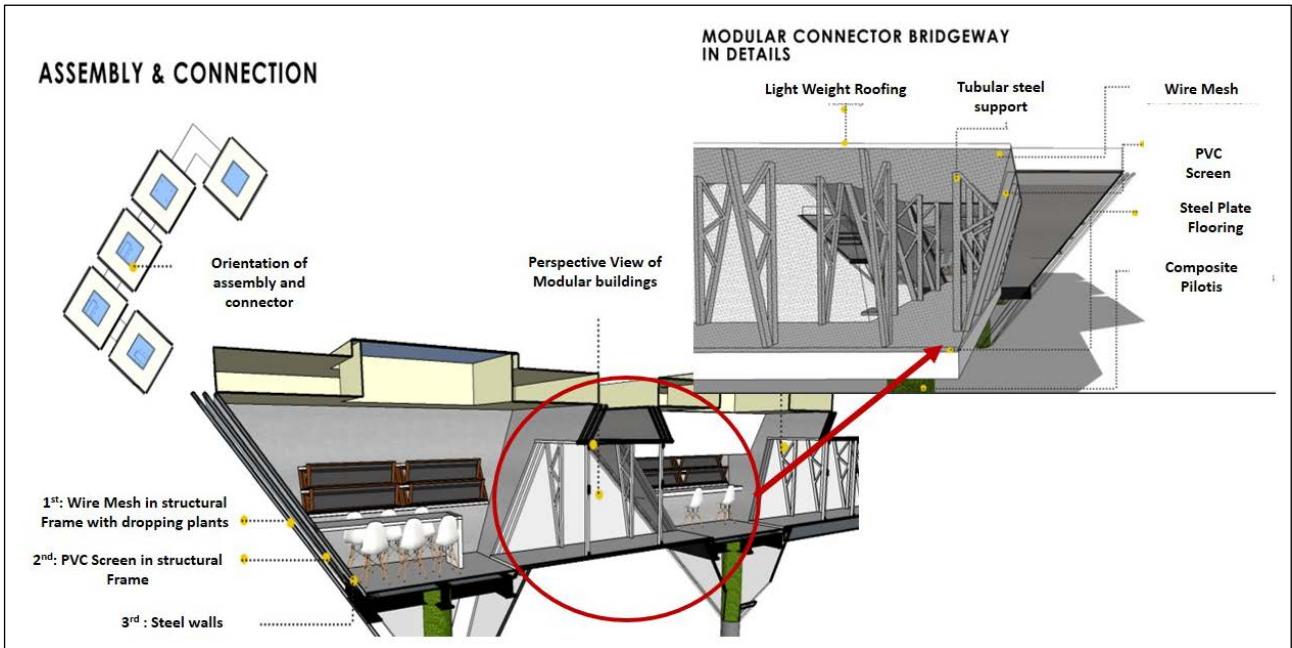 ASSEMBLY & CONNECTION
MODULAR CONNECTOR BRIDGEWAY
IN DETAILS
Light Weight Roofing
Tubular steel
support
Wire Mesh
PVC
Screen
Steel Plate
Flooring
Composite
Pilotis
Orientation of
assembly and
connector
Perspective View of
Modular buildings
1st: Wire Mesh in structural
Frame with dropping plants
2nd: PVC Screen in structural
Frame
3rd : Steel walls